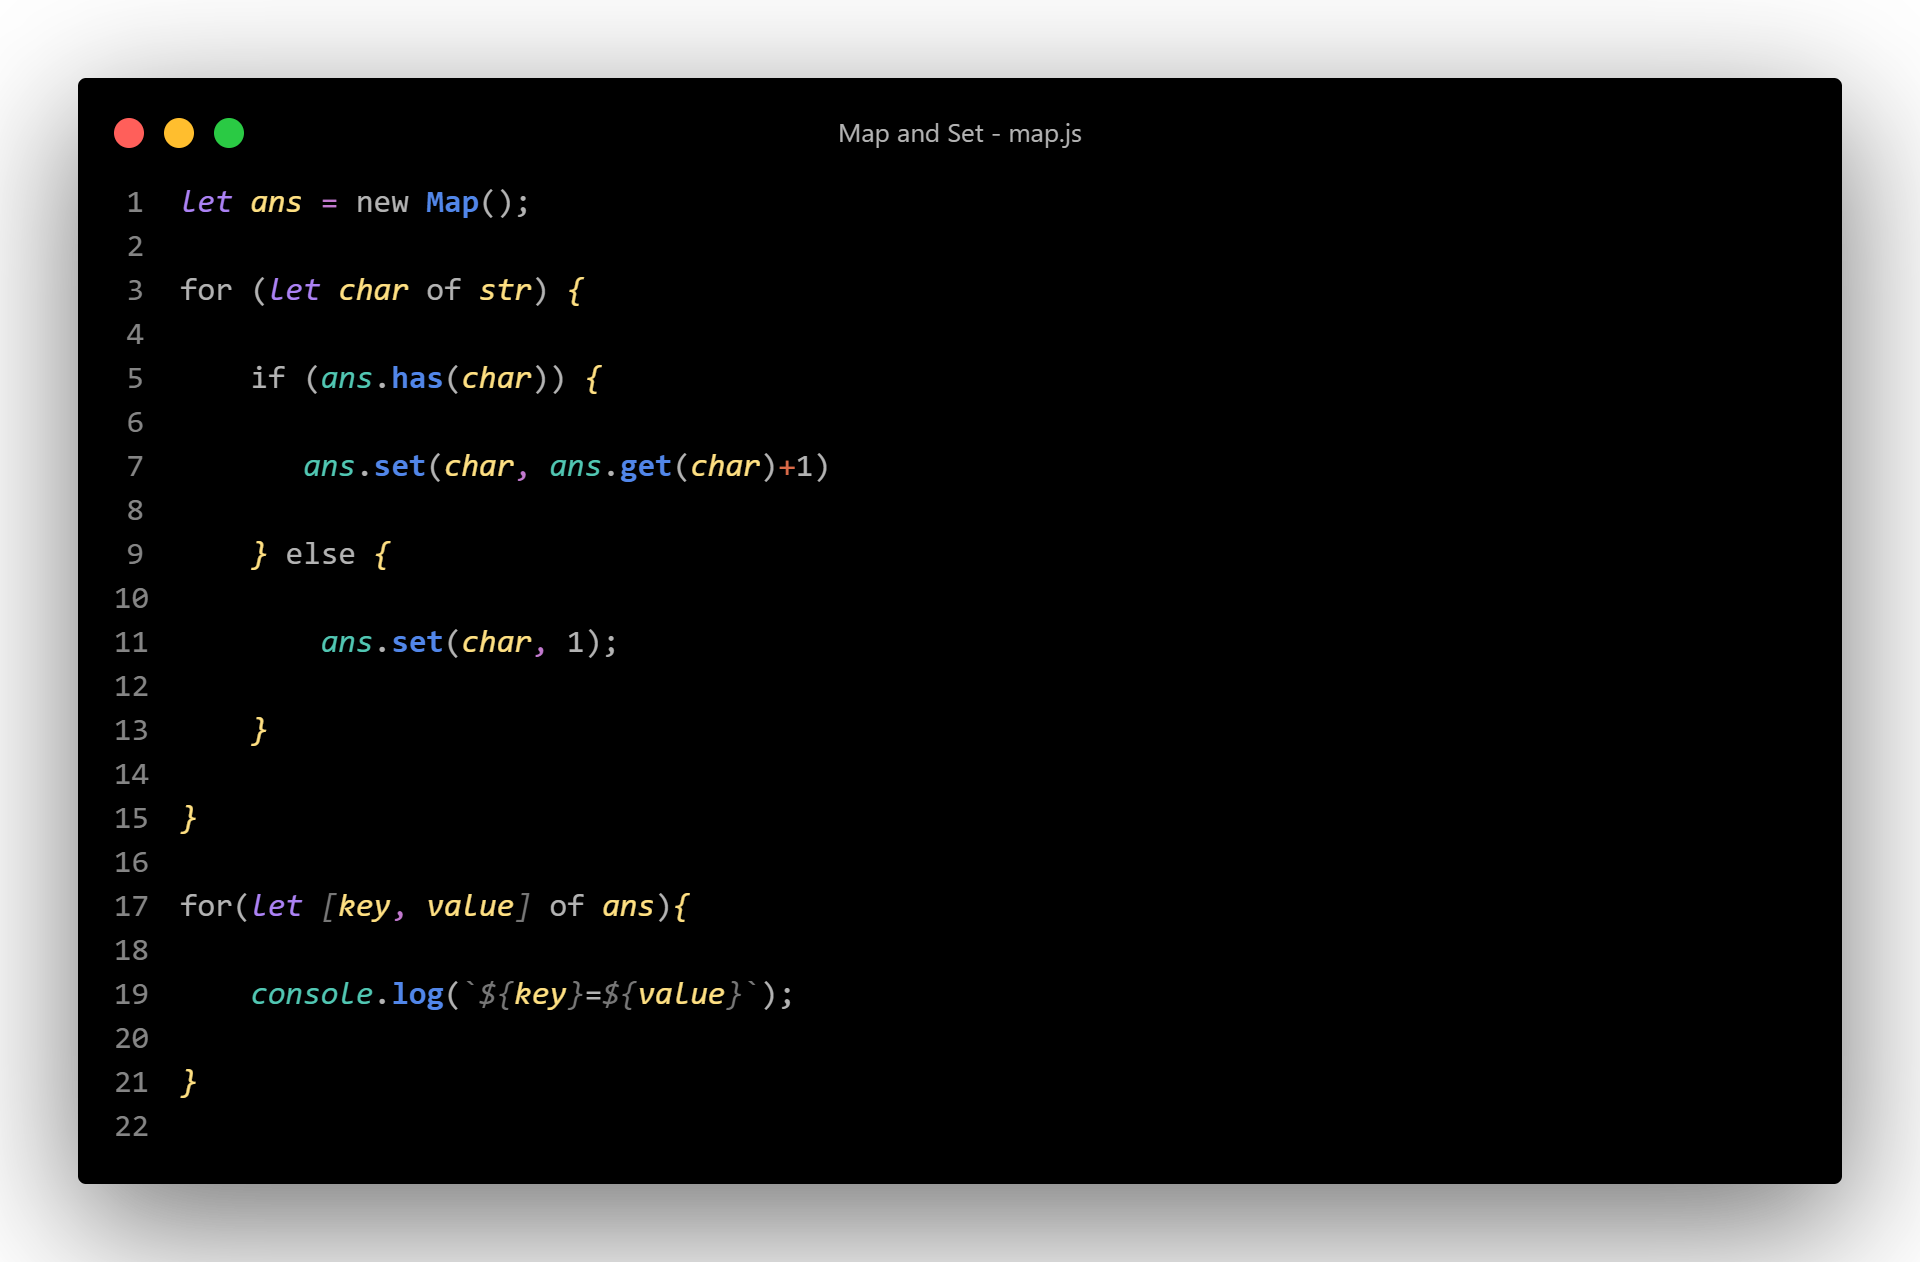 Map and Set - map.js
1 let ans = new Map();
2
3 for (let char of str) {
4
5     if (ans.has(char)) {
6
7        ans.set(char, ans.get(char)+1)
8
9     } else {
10
11         ans.set(char, 1);
12
13     }
14
15 }
16
17 for(let [key, value] of ans){
18
19     console.log(`${key}=${value}`);
20
21 }
22